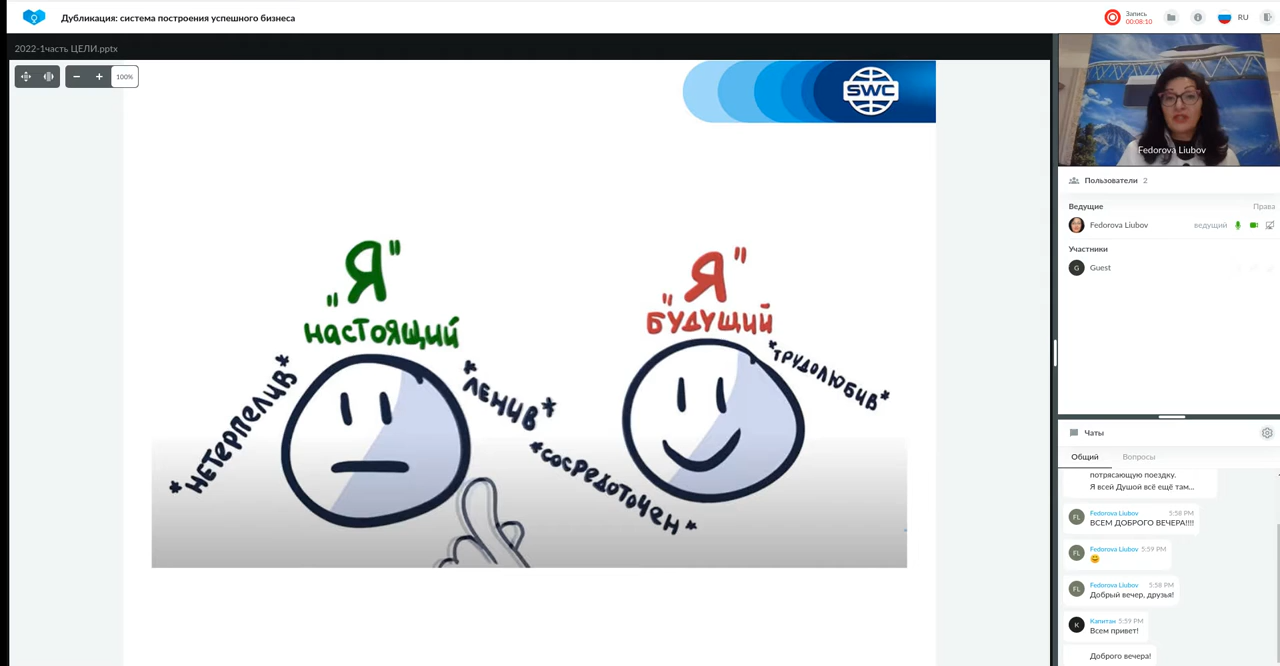 Дубликация: система построения успешного бизнеса
Запись
00:08:10
RU
2022-1часть ЦЕЛИ.pptx
100%
SWC
"Я"
настоящий
*НЕТЕРПЕЛИВ*
*ЛЕНИВ*
"Я"
БУДУЩИЙ
*ТРУДОЛЮБИВ*
*СОСРЕДОТОЧЕН*
Fedorova Liubov
Пользователи 2
Ведущие Права
Fedorova Liubov ведущий
Участники
G Guest
Чаты
Общий Вопросы
потрясающую поездку.
Я всей Душой всё ещё там...
FL Fedorova Liubov 5:58 PM
ВСЕМ ДОБРОГО ВЕЧЕРА!!!!
FL Fedorova Liubov 5:59 PM
😊
FL Fedorova Liubov 5:58 PM
Добрый вечер, друзья!
К Капитан 5:59 PM
Всем привет!
Доброго вечера!